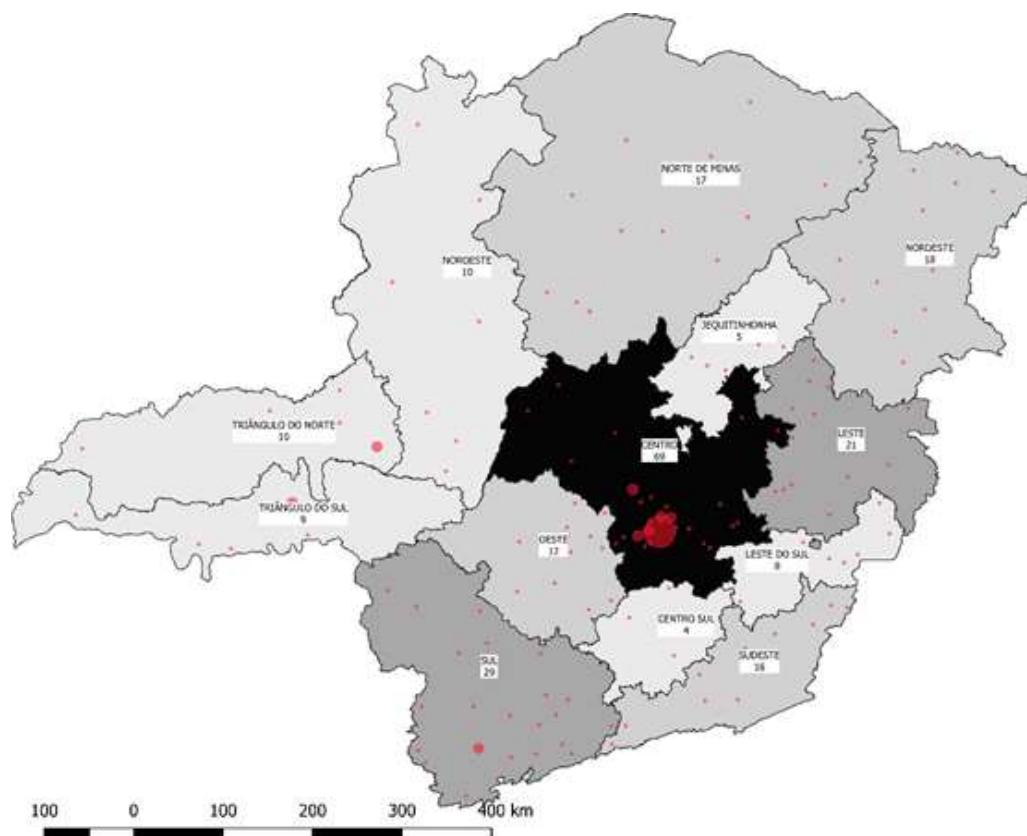 NORTE DE MINAS
17
NORDESTE
18
NORDESTE
10
JEQUITINHONHA
5
TRIÂNGULO DO NORTE
10
CENTRO
69
LESTE
21
TRIÂNGULO DO SUL
9
OESTE
12
LESTE DO SUL
8
CENTRO SUL
4
SUDESTE
16
SUL
29
100 0 100 200 300 400 km